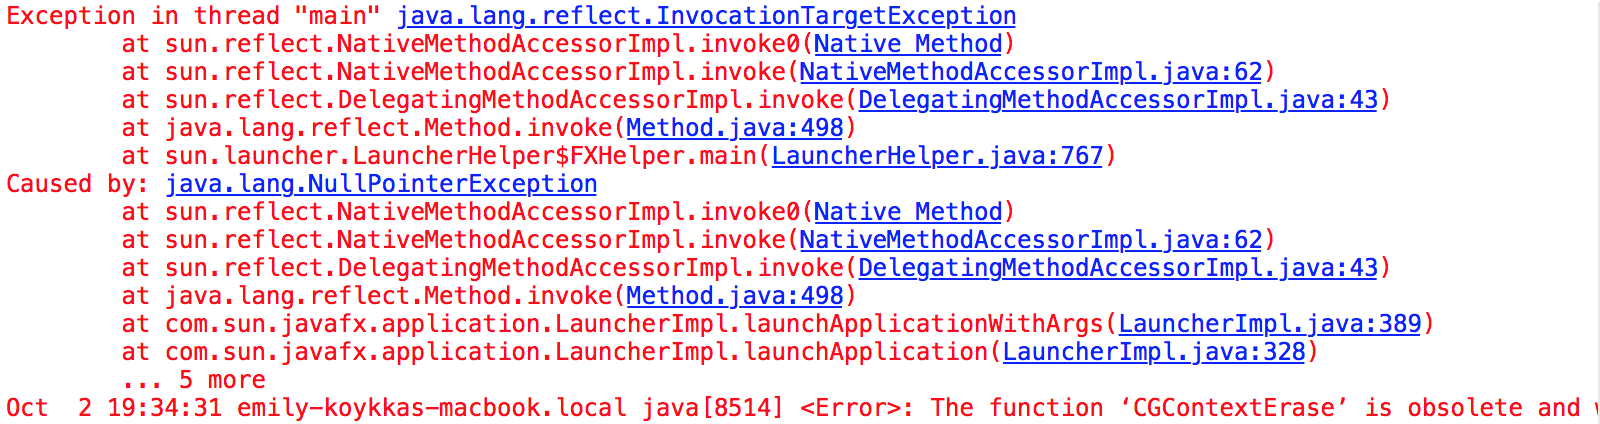 Exception in thread "main" java.lang.reflect.InvocationTargetException
at sun.reflect.NativeMethodAccessorImpl.invoke0(Native Method)
at sun.reflect.NativeMethodAccessorImpl.invoke(NativeMethodAccessorImpl.java:62)
at sun.reflect.DelegatingMethodAccessorImpl.invoke(DelegatingMethodAccessorImpl.java:43)
at java.lang.reflect.Method.invoke(Method.java:498)
at sun.launcher.LauncherHelper$FXHelper.main(LauncherHelper.java:767)
Caused by: java.lang.NullPointerException
at sun.reflect.NativeMethodAccessorImpl.invoke0(Native Method)
at sun.reflect.NativeMethodAccessorImpl.invoke(NativeMethodAccessorImpl.java:62)
at sun.reflect.DelegatingMethodAccessorImpl.invoke(DelegatingMethodAccessorImpl.java:43)
at java.lang.reflect.Method.invoke(Method.java:498)
at com.sun.javafx.application.LauncherImpl.launchApplicationWithArgs(LauncherImpl.java:389)
at com.sun.javafx.application.LauncherImpl.launchApplication(LauncherImpl.java:328)
... 5 more
Oct  2 19:34:31 emily-koykkas-macbook.local java[8514] <Error>: The function ‘CGContextErase’ is obsolete and